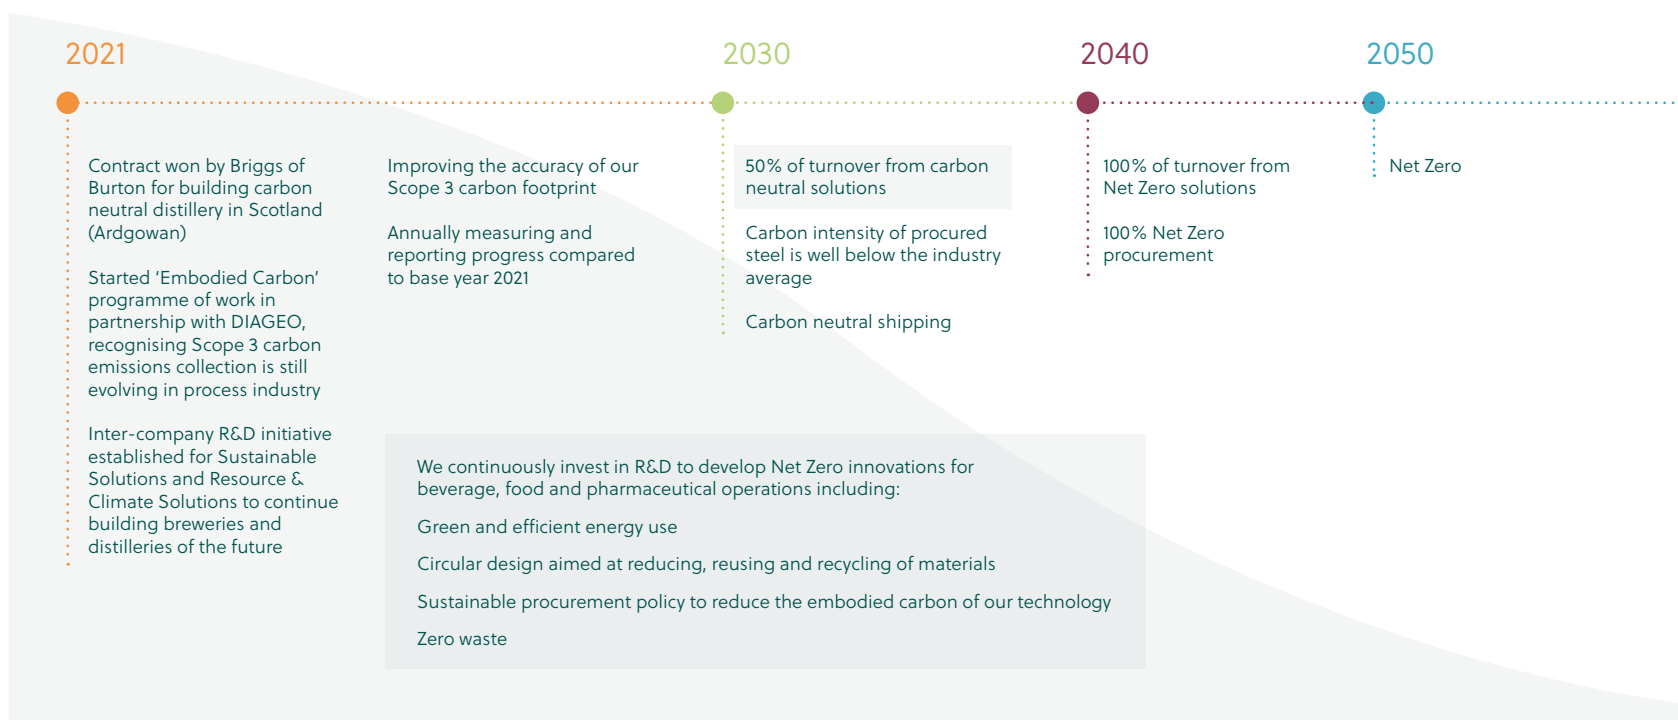 2021
Contract won by Briggs of
Burton for building carbon
neutral distillery in Scotland
(Ardgowan)
Started ‘Embodied Carbon’
programme of work in
partnership with DIAGEO,
recognising Scope 3 carbon
emissions collection is still
evolving in process industry
Inter-company R&D initiative
established for Sustainable
Solutions and Resource &
Climate Solutions to continue
building breweries and
distilleries of the future
Improving the accuracy of our
Scope 3 carbon footprint
Annually measuring and
reporting progress compared
to base year 2021
2030
50% of turnover from carbon
neutral solutions
Carbon intensity of procured
steel is well below the industry
average
Carbon neutral shipping
2040
100% of turnover from
Net Zero solutions
100% Net Zero
procurement
2050
Net Zero
We continuously invest in R&D to develop Net Zero innovations for
beverage, food and pharmaceutical operations including:
Green and efficient energy use
Circular design aimed at reducing, reusing and recycling of materials
Sustainable procurement policy to reduce the embodied carbon of our technology
Zero waste